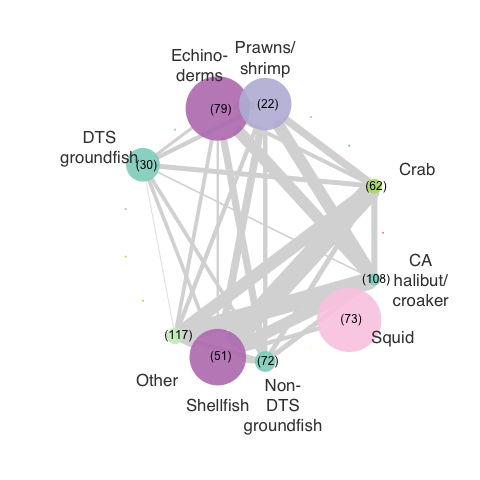 Echino-
derms
Prawns/
shrimp
(79)
(22)
DTS
groundfish
(30)
Crab
(62)
CA
halibut/
croaker
(108)
(73)
Squid
(117)
(51)
(72)
Other
Shellfish
Non-
DTS
groundfish